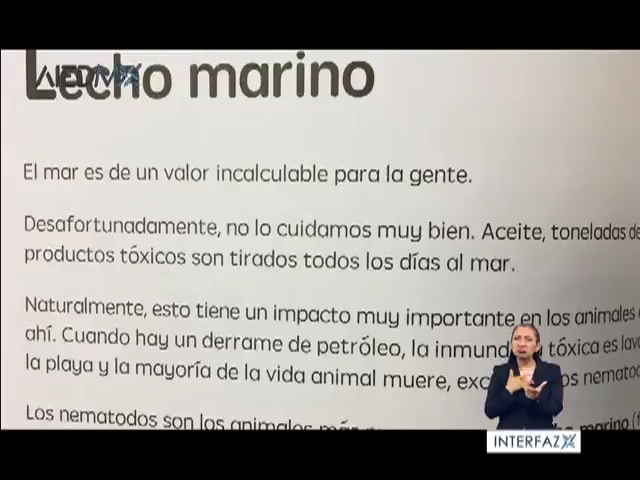 Lecho marino
El mar es de un valor incalculable para la gente.
Desafortunadamente, no lo cuidamos muy bien. Aceite, toneladas de
productos tóxicos son tirados todos los días al mar.
Naturalmente, esto tiene un impacto muy importante en los animales
ahí. Cuando hay un derrame de petróleo, la tóxica es
la playa y la mayoría de la vida animal muere,
Los nematodos son los animales más marino
INTERFAZ